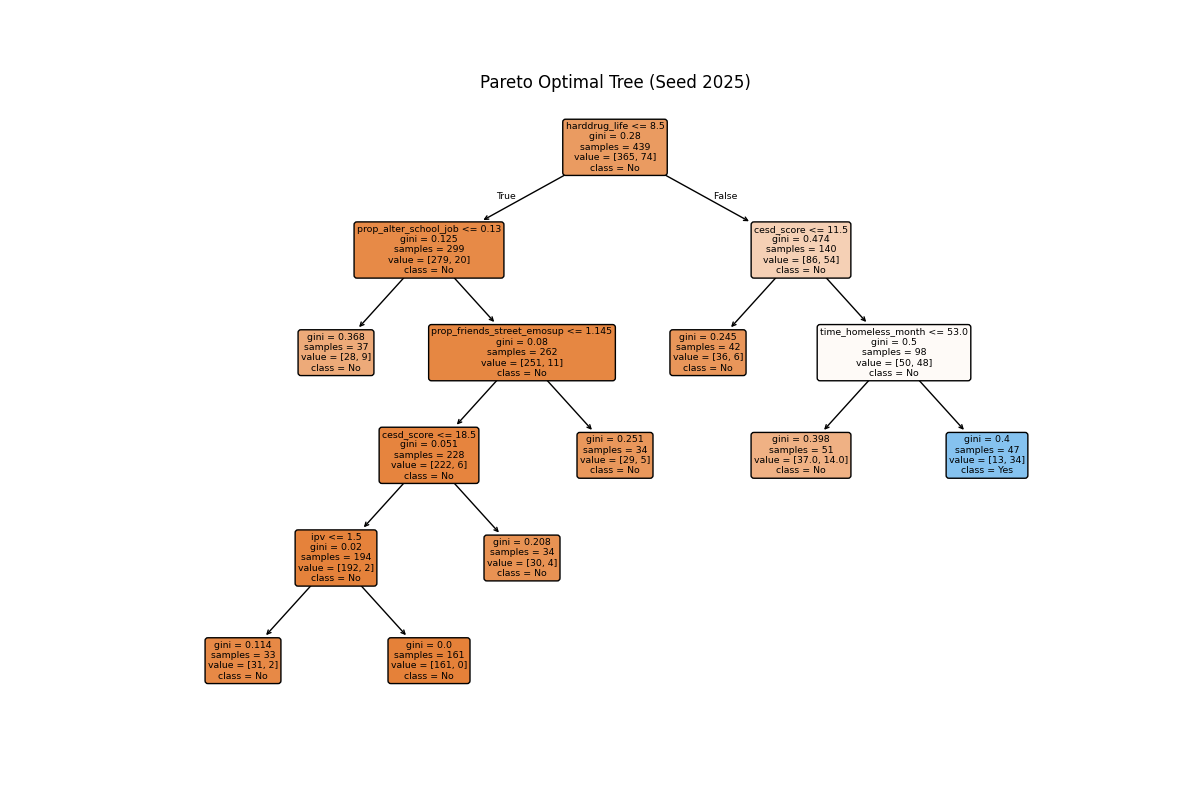 Pareto Optimal Tree (Seed 2025)
harddrug_life <= 8.5
gini = 0.28
samples = 439
value = [365, 74]
class = No
True
False
prop_alter_school_job <= 0.13
gini = 0.125
samples = 299
value = [279, 20]
class = No
cesd_score <= 11.5
gini = 0.474
samples = 140
value = [86, 54]
class = No
gini = 0.368
samples = 37
value = [28, 9]
class = No
prop_friends_street_emosup <= 1.145
gini = 0.08
samples = 262
value = [251, 11]
class = No
gini = 0.245
samples = 42
value = [36, 6]
class = No
time_homeless_month <= 53.0
gini = 0.5
samples = 98
value = [50, 48]
class = No
cesd_score <= 18.5
gini = 0.051
samples = 228
value = [222, 6]
class = No
gini = 0.251
samples = 34
value = [29, 5]
class = No
gini = 0.398
samples = 51
value = [37.0, 14.0]
class = No
gini = 0.4
samples = 47
value = [13, 34]
class = Yes
ipv <= 1.5
gini = 0.02
samples = 194
value = [192, 2]
class = No
gini = 0.208
samples = 34
value = [30, 4]
class = No
gini = 0.114
samples = 33
value = [31, 2]
class = No
gini = 0.0
samples = 161
value = [161, 0]
class = No